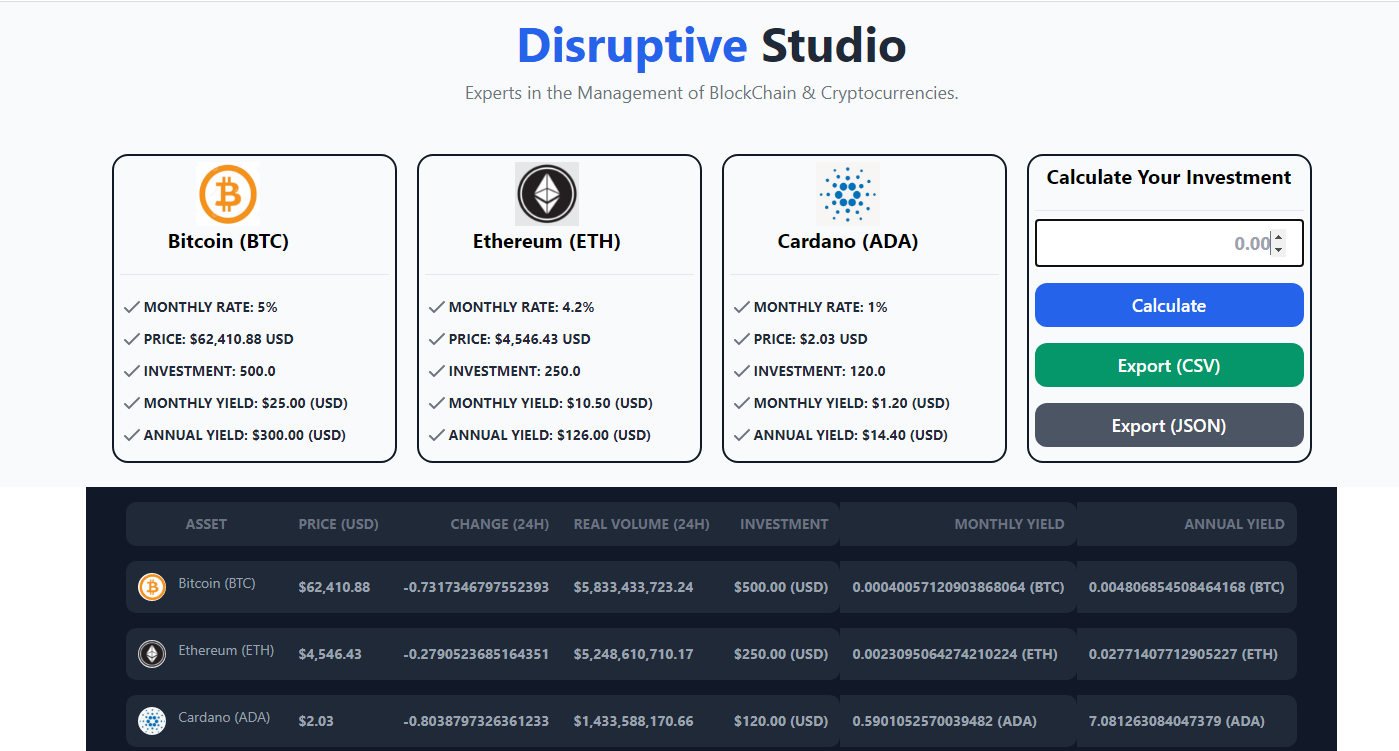 Disruptive Studio
Experts in the Management of BlockChain & Cryptocurrencies.
Bitcoin (BTC)
MONTHLY RATE: 5%
PRICE: $62,410.88 USD
INVESTMENT: 500.0
MONTHLY YIELD: $25.00 (USD)
ANNUAL YIELD: $300.00 (USD)
Ethereum (ETH)
MONTHLY RATE: 4.2%
PRICE: $4,546.43 USD
INVESTMENT: 250.0
MONTHLY YIELD: $10.50 (USD)
ANNUAL YIELD: $126.00 (USD)
Cardano (ADA)
MONTHLY RATE: 1%
PRICE: $2.03 USD
INVESTMENT: 120.0
MONTHLY YIELD: $1.20 (USD)
ANNUAL YIELD: $14.40 (USD)
Calculate Your Investment
0.00
Calculate
Export (CSV)
Export (JSON)
ASSET PRICE (USD) CHANGE (24H) REAL VOLUME (24H) INVESTMENT MONTHLY YIELD ANNUAL YIELD
Bitcoin (BTC) $62,410.88 -0.7317346797552393 $5,833,433,723.24 $500.00 (USD) 0.00040057120903868064 (BTC) 0.004806854508464168 (BTC)
Ethereum (ETH) $4,546.43 -0.2790523685164351 $5,248,610,710.17 $250.00 (USD) 0.0023095064274210224 (ETH) 0.02771407712905227 (ETH)
Cardano (ADA) $2.03 -0.8038797326361233 $1,433,588,170.66 $120.00 (USD) 0.5901052570039482 (ADA) 7.081263084047379 (ADA)